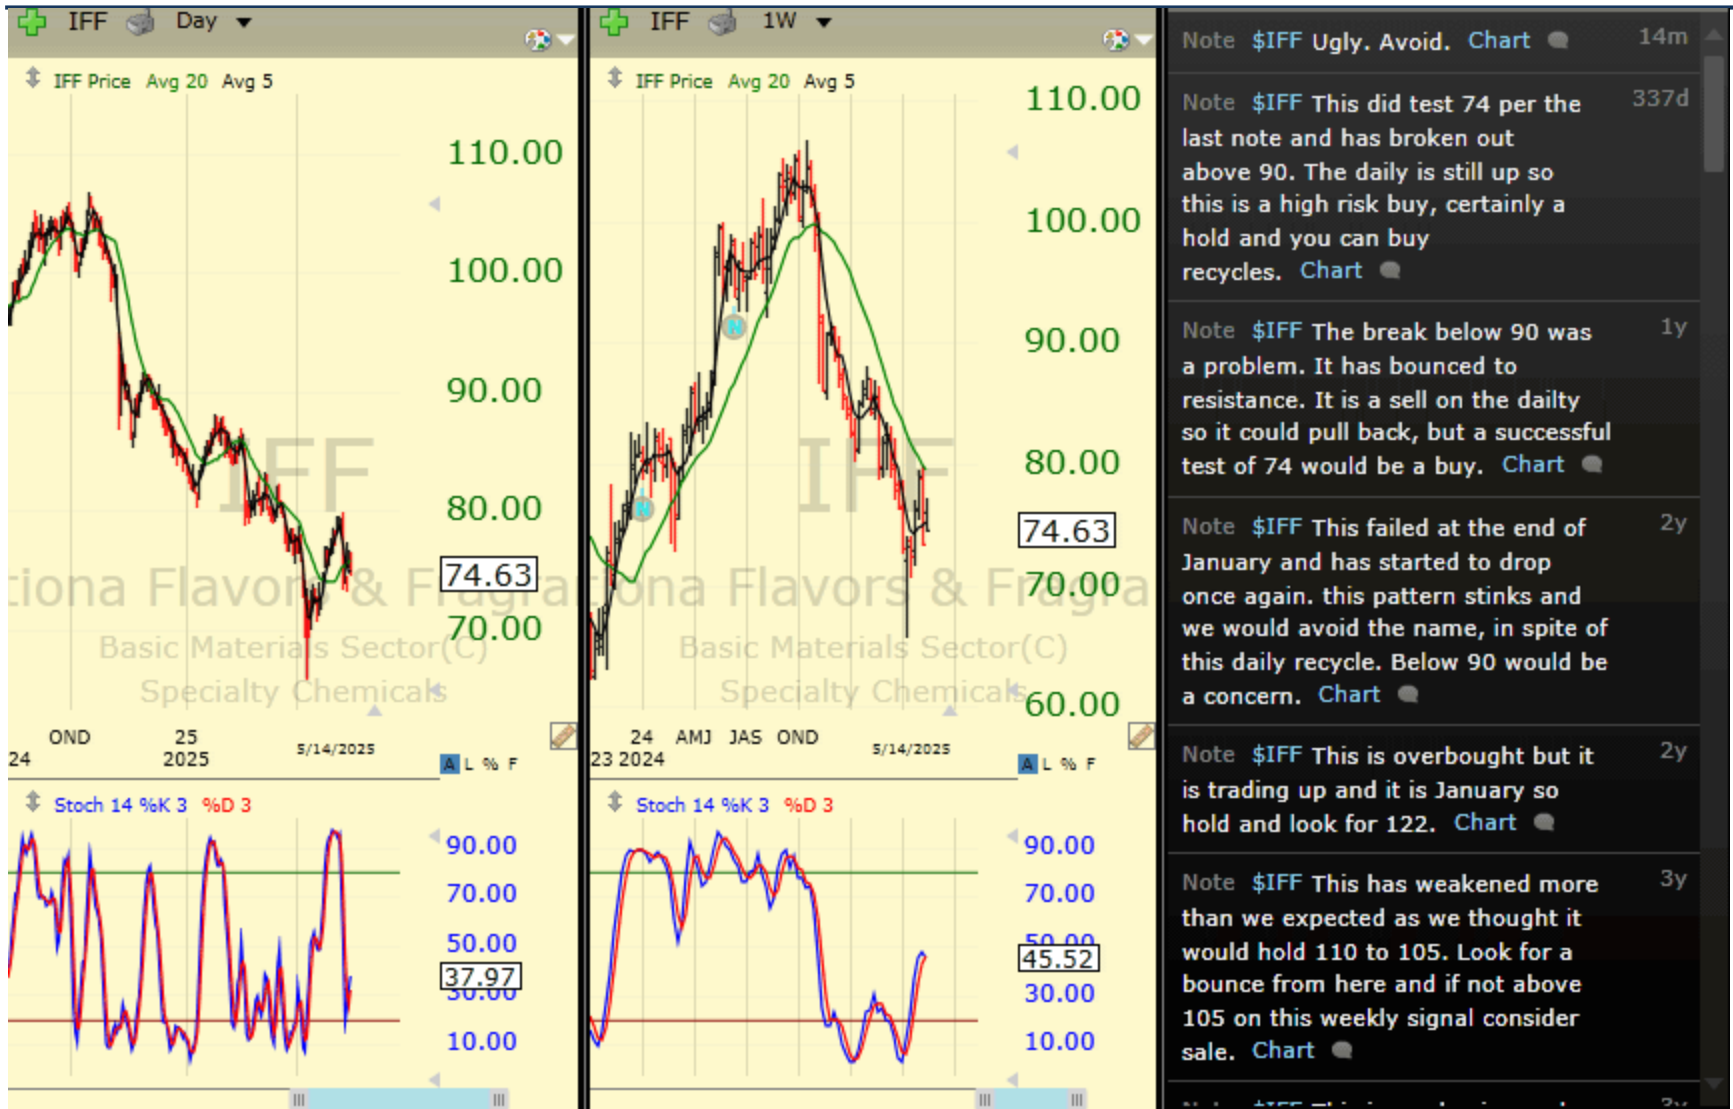 IFF Day
IFF Price Avg 20 Avg 5
110.00
100.00
90.00
80.00
74.63
70.00
IFF
tiona Flavors & Fragra
Basic Materials Sector(C)
Specialty Chemicals
OND 25 5/14/2025
24 2025
A L % F
Stoch 14 %K 3 %D 3
90.00
70.00
50.00
37.97
30.00
10.00
IFF 1W
IFF Price Avg 20 Avg 5
110.00
100.00
90.00
80.00
74.63
70.00
60.00
IFF
N
N
tiona Flavors & Fragra
Basic Materials Sector(C)
Specialty Chemicals
24 AMJ JAS OND 5/14/2025
23 2024
A L % F
Stoch 14 %K 3 %D 3
90.00
70.00
50.00
45.52
30.00
10.00
Note $IFF Ugly. Avoid. Chart 14m
Note $IFF This did test 74 per the 337d
last note and has broken out
above 90. The daily is still up so
this is a high risk buy, certainly a
hold and you can buy
recycles. Chart
Note $IFF The break below 90 was 1y
a problem. It has bounced to
resistance. It is a sell on the dailty
so it could pull back, but a successful
test of 74 would be a buy. Chart
Note $IFF This failed at the end of 2y
January and has started to drop
once again. this pattern stinks and
we would avoid the name, in spite of
this daily recycle. Below 90 would be
a concern. Chart
Note $IFF This is overbought but it 2y
is trading up and it is January so
hold and look for 122. Chart
Note $IFF This has weakened more 3y
than we expected as we thought it
would hold 110 to 105. Look for a
bounce from here and if not above
105 on this weekly signal consider
sale. Chart